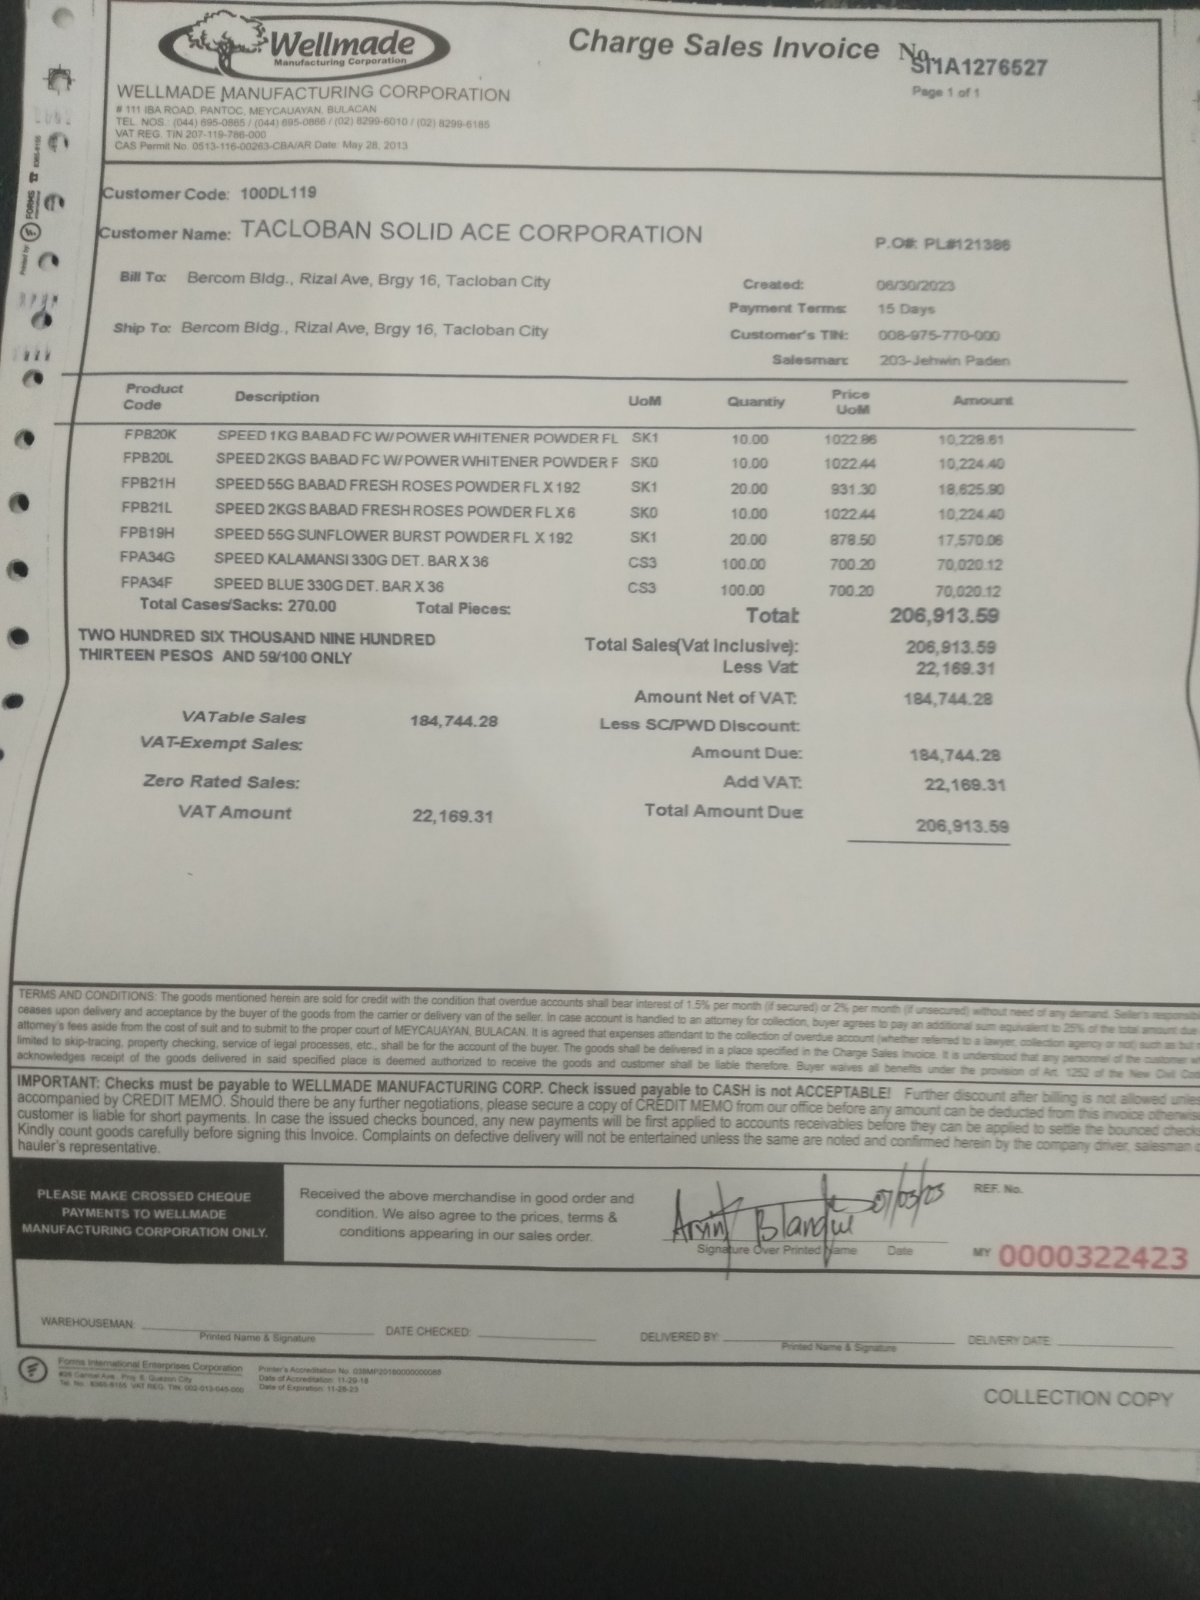 Wellmade
Manufacturing Corporation
Charge Sales Invoice No. SI1A1276527
Page 1 of 1
WELLMADE MANUFACTURING CORPORATION
# 111 IBA ROAD, PANTOC, MEYCAUAYAN, BULACAN
TEL. NOS.: (044) 695-0865 / (044) 695-0866 / (02) 8299-6010 / (02) 8299-6185
VAT REG. TIN 207-119-786-000
CAS Permit No. 0513-116-00263-CBA/AR Date: May 28, 2013
Customer Code: 100DL119
Customer Name: TACLOBAN SOLID ACE CORPORATION
P.O#: PL#121386
Bill To: Bercom Bldg., Rizal Ave, Brgy 16, Tacloban City
Created: 06/30/2023
Payment Terms: 15 Days
Ship To: Bercom Bldg., Rizal Ave, Brgy 16, Tacloban City
Customer's TIN: 008-975-770-000
Salesman: 203-Jehwin Paden
Product Code Description UoM Quantiy Price UoM Amount
FPB20K SPEED 1KG BABAD FC W/ POWER WHITENER POWDER FL SK1 10.00 1022.86 10,228.61
FPB20L SPEED 2KGS BABAD FC W/ POWER WHITENER POWDER F SK0 10.00 1022.44 10,224.40
FPB21H SPEED 55G BABAD FRESH ROSES POWDER FL X 192 SK1 20.00 931.30 18,625.90
FPB21L SPEED 2KGS BABAD FRESH ROSES POWDER FL X 6 SK0 10.00 1022.44 10,224.40
FPB19H SPEED 55G SUNFLOWER BURST POWDER FL X 192 SK1 20.00 878.50 17,570.06
FPA34G SPEED KALAMANSI 330G DET. BAR X 36 CS3 100.00 700.20 70,020.12
FPA34F SPEED BLUE 330G DET. BAR X 36 CS3 100.00 700.20 70,020.12
Total Cases/Sacks: 270.00 Total Pieces: Total: 206,913.59
TWO HUNDRED SIX THOUSAND NINE HUNDRED
THIRTEEN PESOS AND 59/100 ONLY
Total Sales(Vat Inclusive): 206,913.59
Less Vat: 22,169.31
Amount Net of VAT: 184,744.28
VATable Sales 184,744.28 Less SC/PWD Discount:
VAT-Exempt Sales: Amount Due: 184,744.28
Zero Rated Sales: Add VAT: 22,169.31
VAT Amount 22,169.31 Total Amount Due: 206,913.59
TERMS AND CONDITIONS: The goods mentioned herein are sold for credit with the condition that overdue accounts shall bear interest of 1.5% per month (if secured) or 2% per month (if unsecured) without need of any demand. Seller's
ceases upon delivery and acceptance by the buyer of the goods from the carrier or delivery van of the seller. In case account is handled to an attorney for collection, buyer agrees to pay an additional sum equivalent to 25% of the total amount due
attorney's fees aside from the cost of suit and to submit to the proper court of MEYCAUAYAN, BULACAN. It is agreed that expenses attendant to the collection of overdue account (whether referred to a lawyer, collection agency or not) such as but
limited to skip-tracing, property checking, service of legal processes, etc., shall be for the account of the buyer. The goods shall be delivered in a place specified in the Charge Sales Invoice. It is understood that any personnel of the customer
acknowledges receipt of the goods delivered in said specified place is deemed authorized to receive the goods and customer shall be liable therefore. Buyer waives all benefits under the provision of Art. 1252 of the New Civil
IMPORTANT: Checks must be payable to WELLMADE MANUFACTURING CORP. Check issued payable to CASH is not ACCEPTABLE! Further discount after billing is not allowed
accompanied by CREDIT MEMO. Should there be any further negotiations, please secure a copy of CREDIT MEMO from our office before any amount can be deducted from this invoice
customer is liable for short payments. In case the issued checks bounced, any new payments will be first applied to accounts receivables before they can be applied to settle the bounced
Kindly count goods carefully before signing this Invoice. Complaints on defective delivery will not be entertained unless the same are noted and confirmed herein by the company driver, salesman
hauler's representative.
PLEASE MAKE CROSSED CHEQUE
PAYMENTS TO WELLMADE
MANUFACTURING CORPORATION ONLY.
Received the above merchandise in good order and
condition. We also agree to the prices, terms &
conditions appearing in our sales order.
07/03/23
Signature Over Printed Name Date
REF. No.
MY 0000322423
WAREHOUSEMAN: DATE CHECKED: DELIVERED BY: DELIVERY DATE:
Printed Name & Signature Printed Name & Signature
Forms International Enterprises Corporation
Printer's Accreditation No. 038MP20180000000088
Date of Accreditation: 11-29-18
Date of Expiration: 11-28-23
COLLECTION COPY